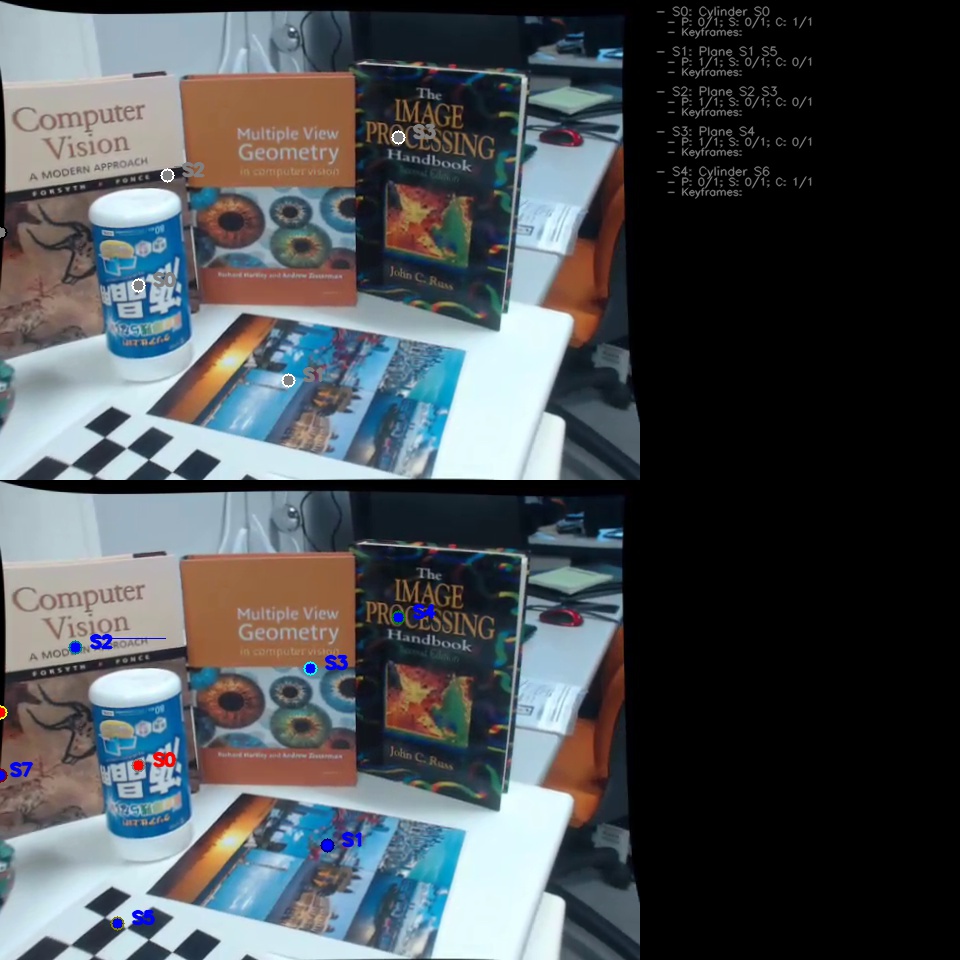 Computer
Vision
A MODERN APPROACH
FORSYTH PONCE
S2
Multiple View
Geometry
in computer vision
Richard Hartley and Andrew Zisserman
The
IMAGE
PROCESSING
S3
Handbook
Second Edition
John C. Russ
S0
S1
– S0: Cylinder S0
– P: 0/1; S: 0/1; C: 1/1
– Keyframes:
– S1: Plane S1 S5
– P: 1/1; S: 0/1; C: 0/1
– Keyframes:
– S2: Plane S2 S3
– P: 1/1; S: 0/1; C: 0/1
– Keyframes:
– S3: Plane S4
– P: 1/1; S: 0/1; C: 0/1
– Keyframes:
– S4: Cylinder S6
– P: 0/1; S: 0/1; C: 1/1
– Keyframes:
Computer
Vision
A MODERN APPROACH
FORSYTH PONCE
S2
Multiple View
Geometry
in computer vision
S3
Richard Hartley and Andrew Zisserman
The
IMAGE
S4
PROCESSING
Handbook
Second Edition
John C. Russ
S0
S7
S1
S5